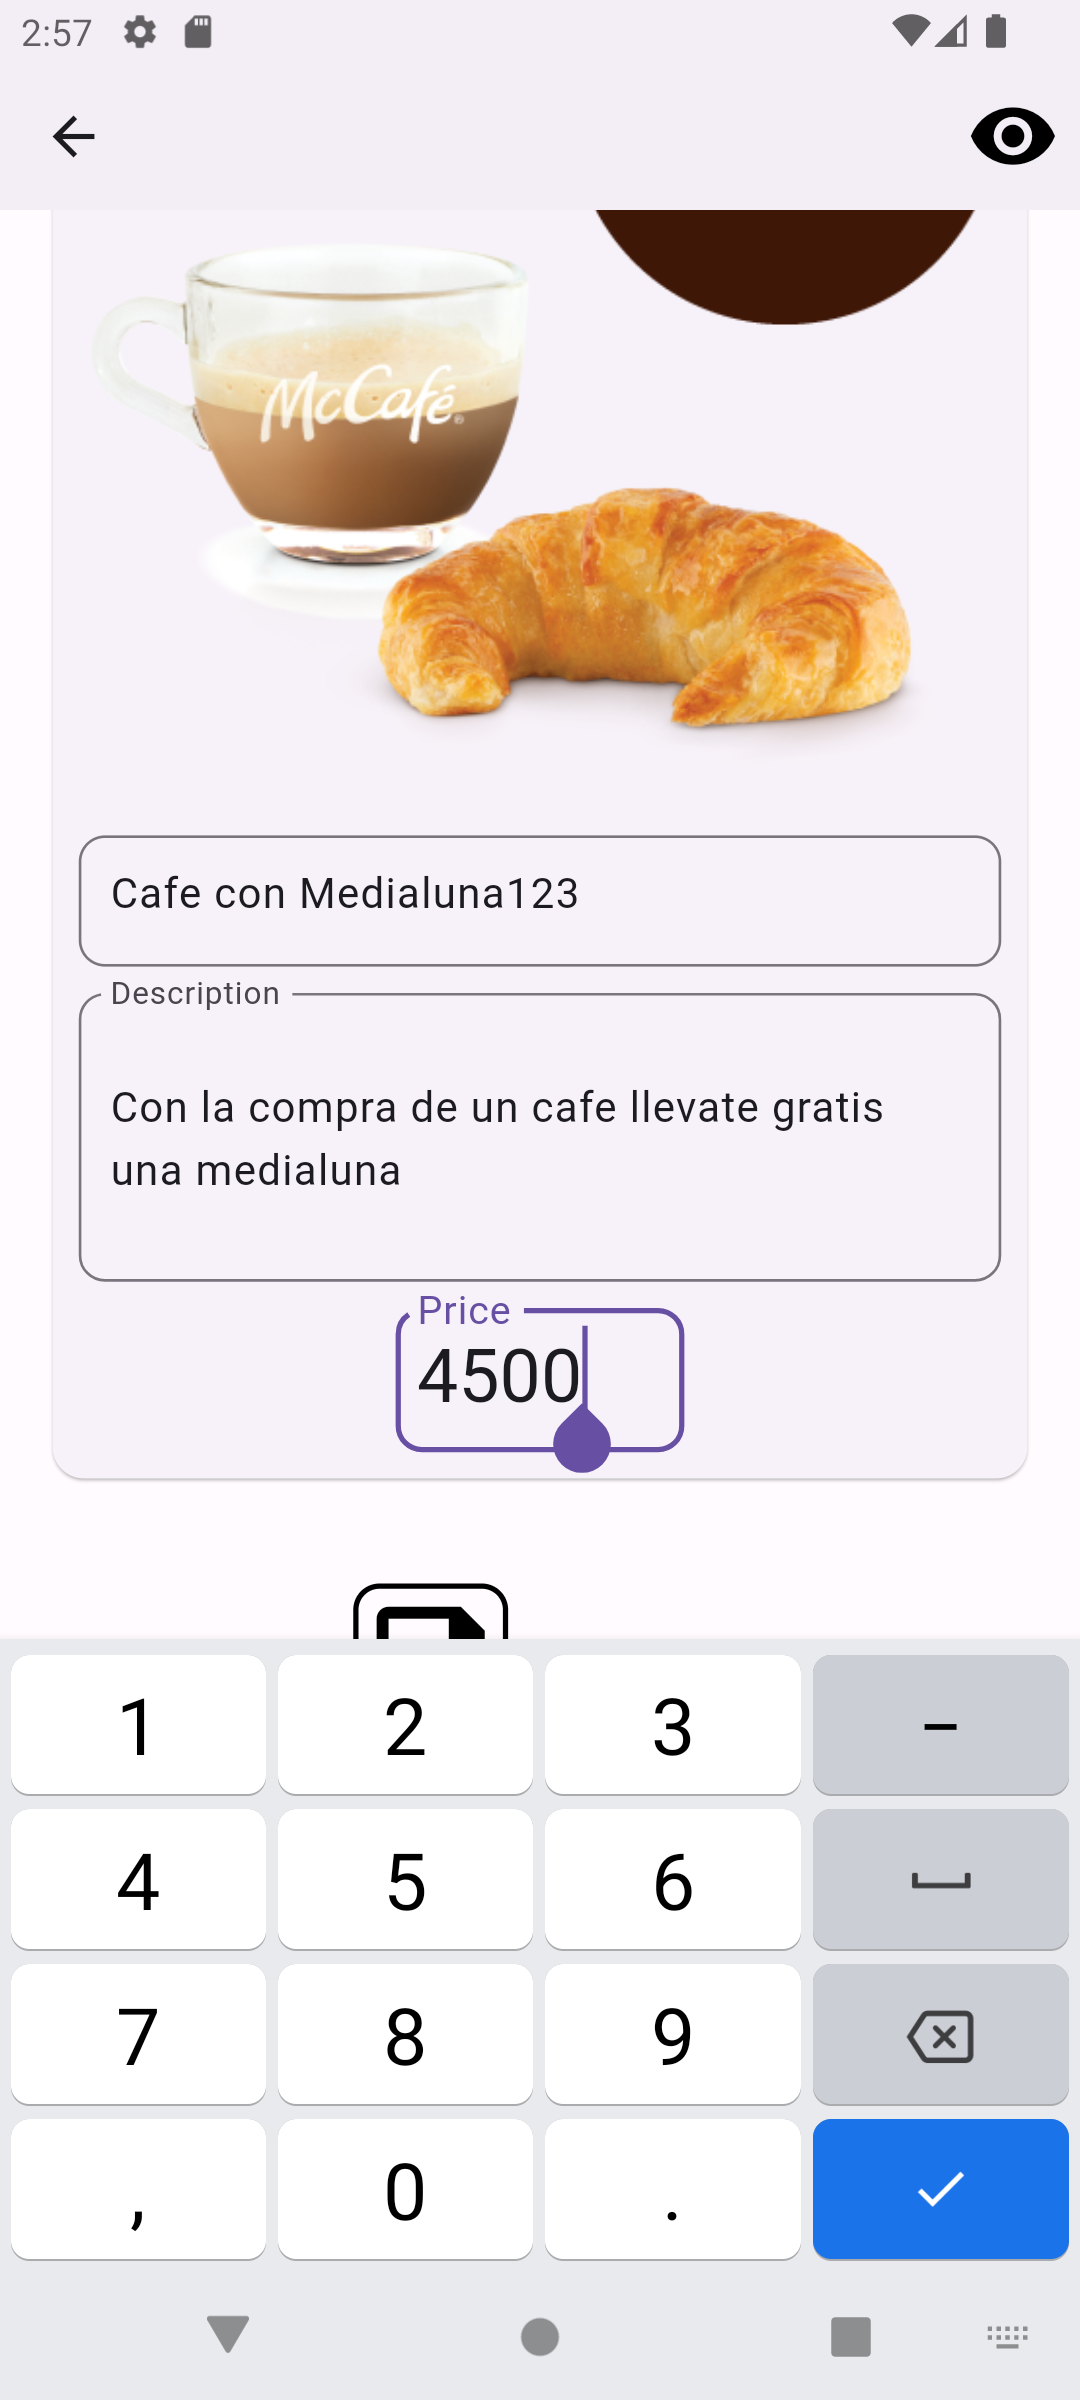 2:57
McCafé®
Cafe con Medialuna123
Description
Con la compra de un cafe llevate gratis
una medialuna
Price
4500
1 2 3 –
4 5 6
7 8 9
, 0 .